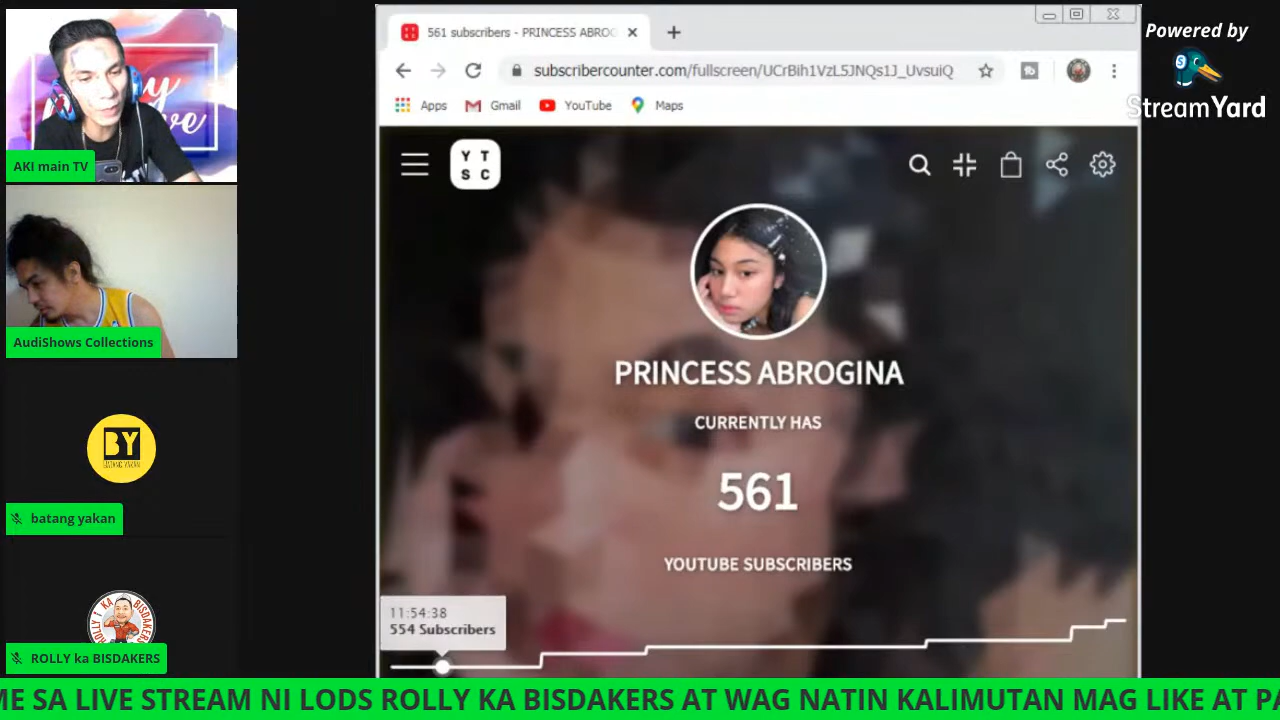 561 subscribers - PRINCESS ABROG
subscribercounter.com/fullscreen/UCrBih1VzL5JNQs1J_UvsuiQ
Apps
Gmail
YouTube
Maps
Powered by
StreamYard
AKI main TV
AudiShows Collections
BY
batang yakan
ROLLY ka BISDAKERS
Y T
S C
PRINCESS ABROGINA
CURRENTLY HAS
561
YOUTUBE SUBSCRIBERS
11:54:38
554 Subscribers
ME SA LIVE STREAM NI LODS ROLLY KA BISDAKERS AT WAG NATIN KALIMUTAN MAG LIKE AT PA